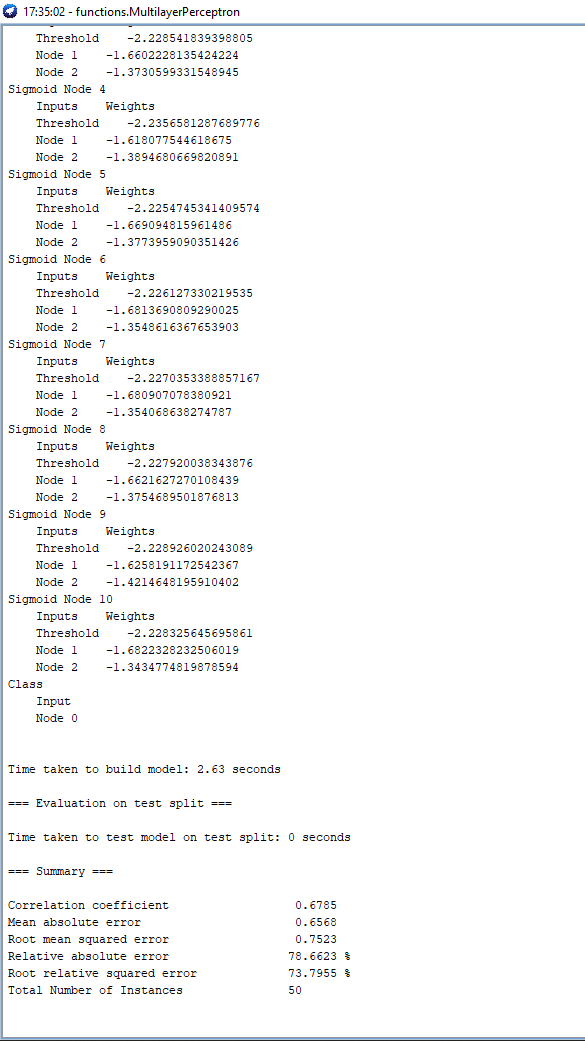 17:35:02 - functions.MultilayerPerceptron
Threshold -2.228541839398805
Node 1 -1.6602228135424224
Node 2 -1.3730599331548945
Sigmoid Node 4
Inputs Weights
Threshold -2.2356581287689776
Node 1 -1.618077544618675
Node 2 -1.3894680669820891
Sigmoid Node 5
Inputs Weights
Threshold -2.2254745341409574
Node 1 -1.669094815961486
Node 2 -1.3773959090351426
Sigmoid Node 6
Inputs Weights
Threshold -2.226127330219535
Node 1 -1.6813690809290025
Node 2 -1.3548616367653903
Sigmoid Node 7
Inputs Weights
Threshold -2.2270353388857167
Node 1 -1.680907078380921
Node 2 -1.354068638274787
Sigmoid Node 8
Inputs Weights
Threshold -2.227920038343876
Node 1 -1.6621627270108439
Node 2 -1.3754689501876813
Sigmoid Node 9
Inputs Weights
Threshold -2.228926020243089
Node 1 -1.6258191172542367
Node 2 -1.4214648195910402
Sigmoid Node 10
Inputs Weights
Threshold -2.228325645695861
Node 1 -1.6822328232506019
Node 2 -1.3434774819878594
Class
Input
Node 0
Time taken to build model: 2.63 seconds
=== Evaluation on test split ===
Time taken to test model on test split: 0 seconds
=== Summary ===
Correlation coefficient 0.6785
Mean absolute error 0.6568
Root mean squared error 0.7523
Relative absolute error 78.6623 %
Root relative squared error 73.7955 %
Total Number of Instances 50